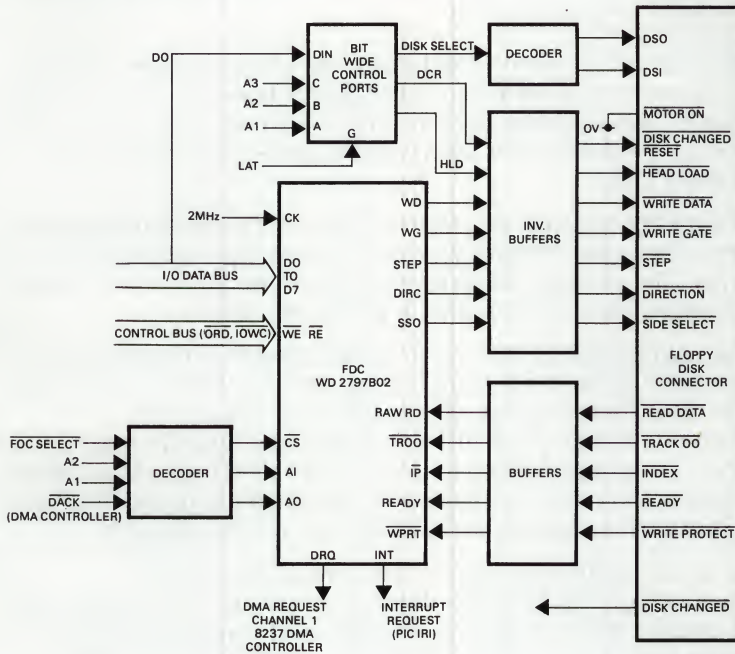 DO
DIN
C
B
A
G
BIT
WIDE
CONTROL
PORTS
A3
A2
A1
LAT
DISK SELECT
DCR
HLD
DECODER
DSO
DSI
OV
MOTOR ON
DISK CHANGED
RESET
HEAD LOAD
WRITE DATA
WRITE GATE
STEP
DIRECTION
SIDE SELECT
FLOPPY
DISK
CONNECTOR
READ DATA
TRACK OO
INDEX
READY
WRITE PROTECT
DISK CHANGED
INV.
BUFFERS
BUFFERS
2MHz
CK
WD
WG
STEP
DIRC
SSO
DO
TO
D7
I/O DATA BUS
CONTROL BUS (ORD, IOWC)
WE RE
FDC
WD 2797B02
RAW RD
TROO
IP
READY
WPRT
CS
AI
AO
FOC SELECT
A2
A1
DACK
(DMA CONTROLLER)
DECODER
DRQ
INT
DMA REQUEST
CHANNEL 1
8237 DMA
CONTROLLER
INTERRUPT
REQUEST
(PIC IRI)